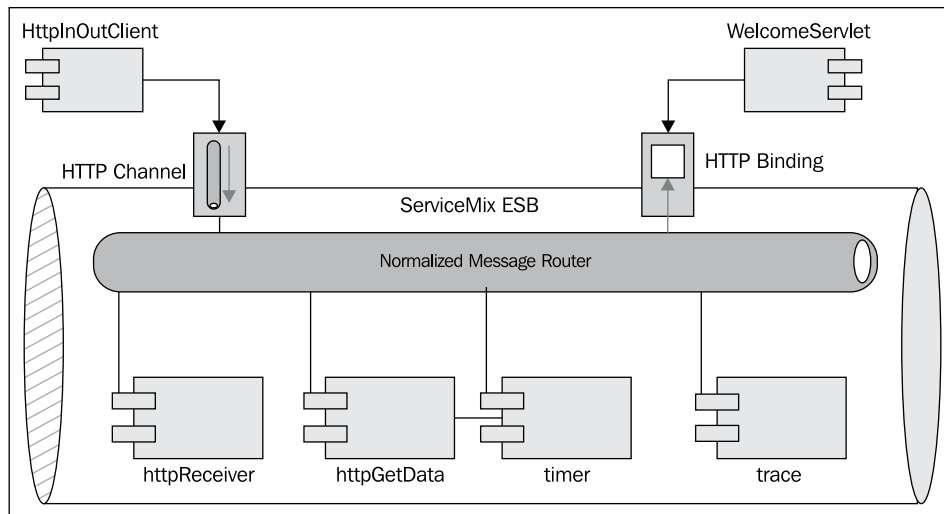 HttpInOutClient
WelcomeServlet
HTTP Channel
HTTP Binding
ServiceMix ESB
Normalized Message Router
httpReceiver
httpGetData
timer
trace